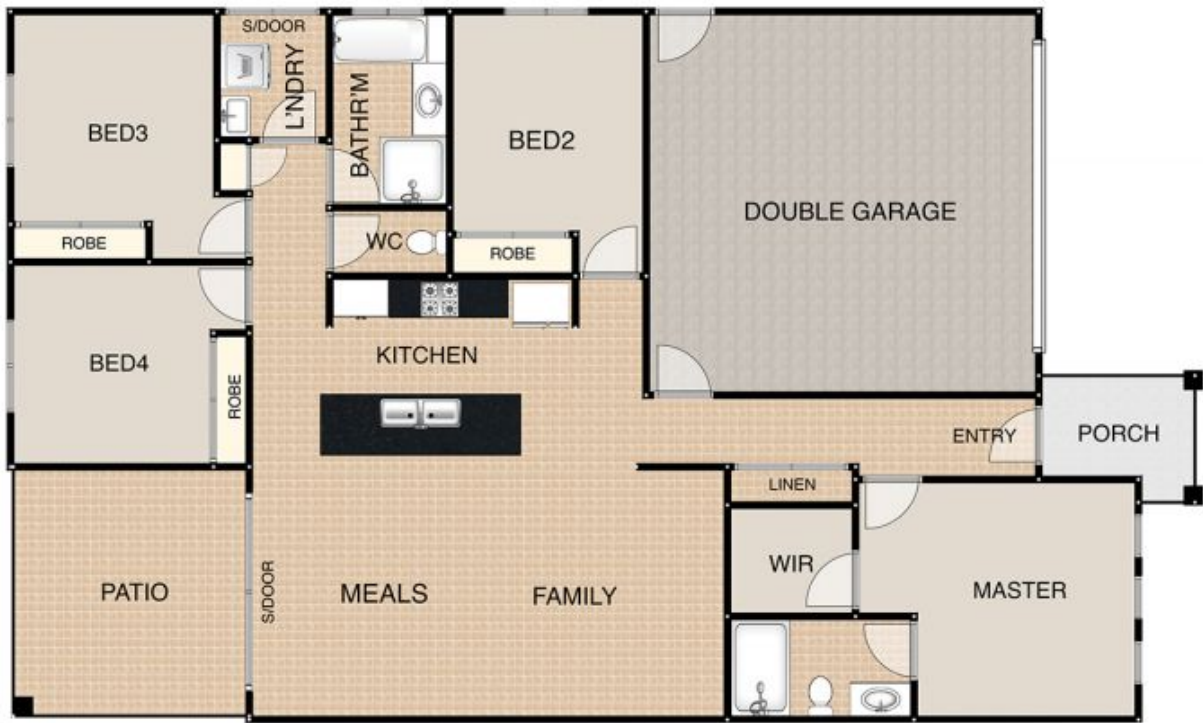 S/DOOR
L'NDRY
BATHR'M
BED3
BED2
DOUBLE GARAGE
ROBE
WC
ROBE
BED4
ROBE
KITCHEN
ENTRY
PORCH
LINEN
WIR
PATIO
S/DOOR
MEALS
FAMILY
MASTER